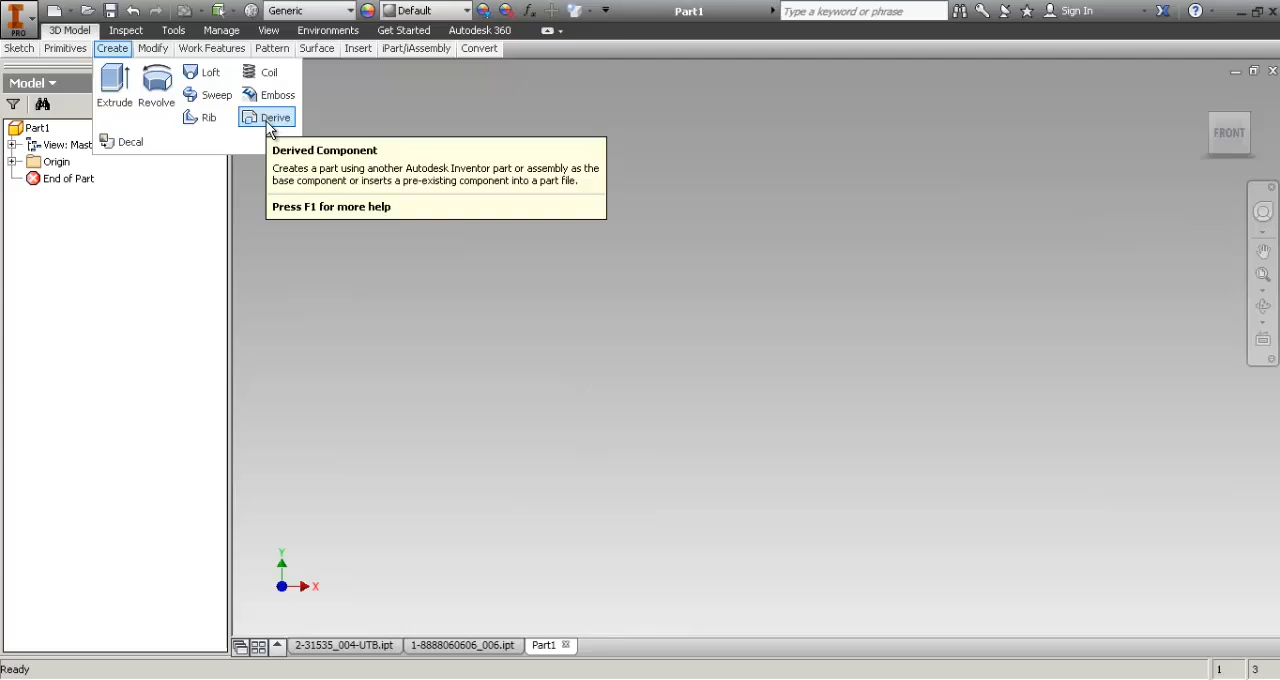 Generic
Default
Part1
Type a keyword or phrase
Sign In
PRO
3D Model
Inspect
Tools
Manage
View
Environments
Get Started
Autodesk 360
Sketch
Primitives
Create
Modify
Work Features
Pattern
Surface
Insert
iPart/iAssembly
Convert
Extrude
Revolve
Loft
Sweep
Rib
Coil
Emboss
Derive
Decal
Model
Part1
View: Mast
Origin
End of Part
Derived Component
Creates a part using another Autodesk Inventor part or assembly as the
base component or inserts a pre-existing component into a part file.
Press F1 for more help
FRONT
Y
X
2-31535_004-UTB.ipt
1-8888060606_006.ipt
Part1
Ready
1
3